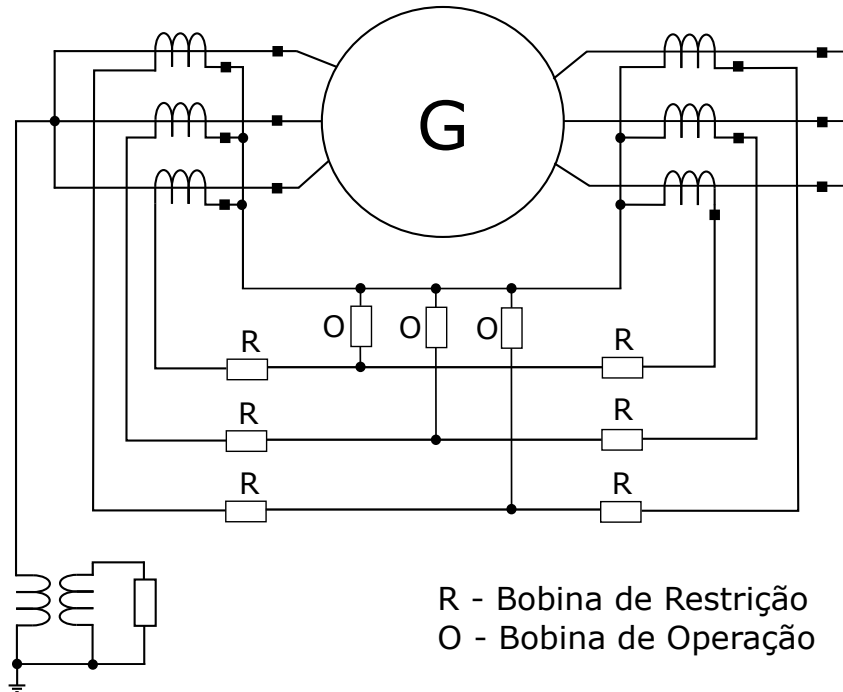 G
O O O
R R
R R
R R
R - Bobina de Restrição
O - Bobina de Operação